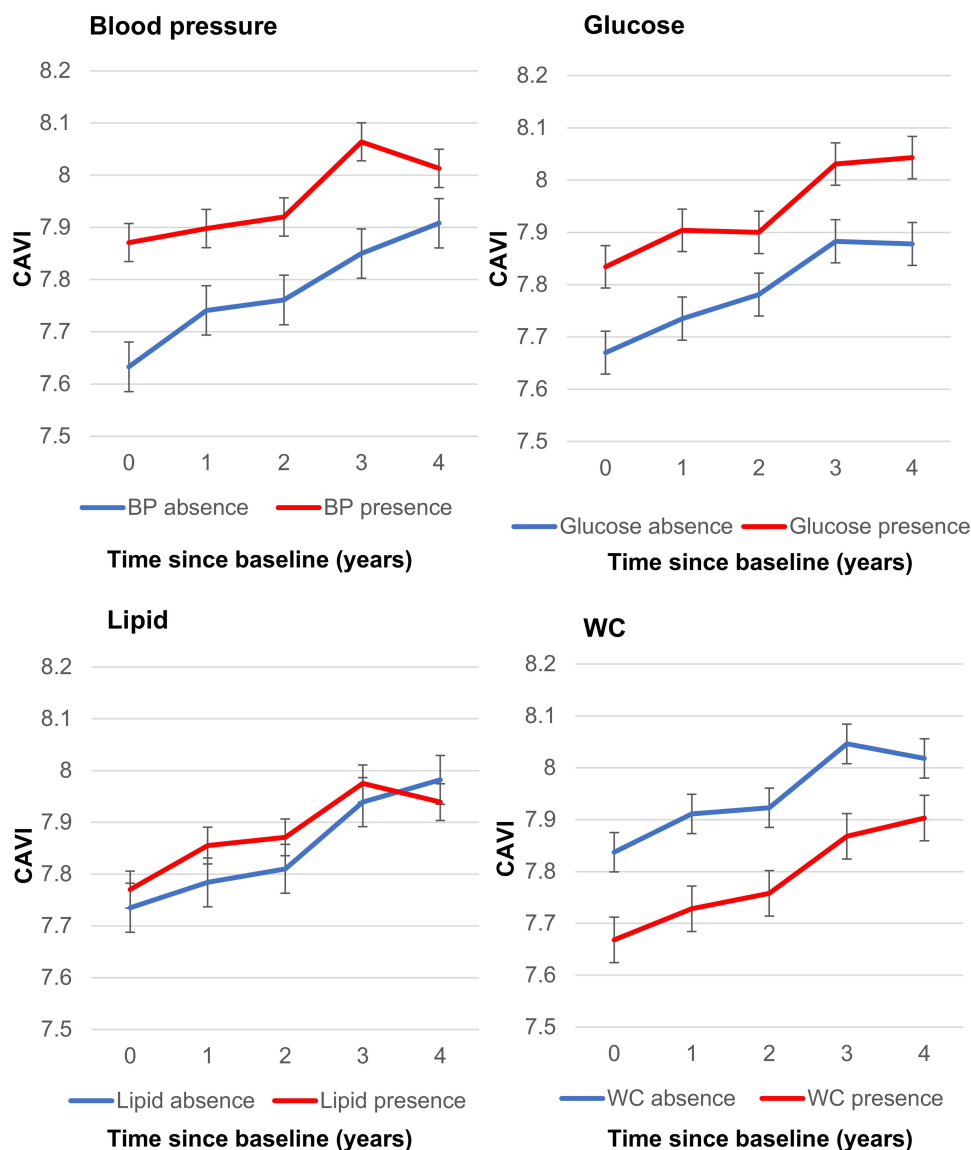 Blood pressure
8.2
8.1
8
7.9
7.8
7.7
7.6
7.5
CAVI
0 1 2 3 4
BP absence BP presence
Time since baseline (years)
Glucose
8.2
8.1
8
7.9
7.8
7.7
7.6
7.5
CAVI
0 1 2 3 4
Glucose absence Glucose presence
Time since baseline (years)
Lipid
8.2
8.1
8
7.9
7.8
7.7
7.6
7.5
CAVI
0 1 2 3 4
Lipid absence Lipid presence
Time since baseline (years)
WC
8.2
8.1
8
7.9
7.8
7.7
7.6
7.5
CAVI
0 1 2 3 4
WC absence WC presence
Time since baseline (years)